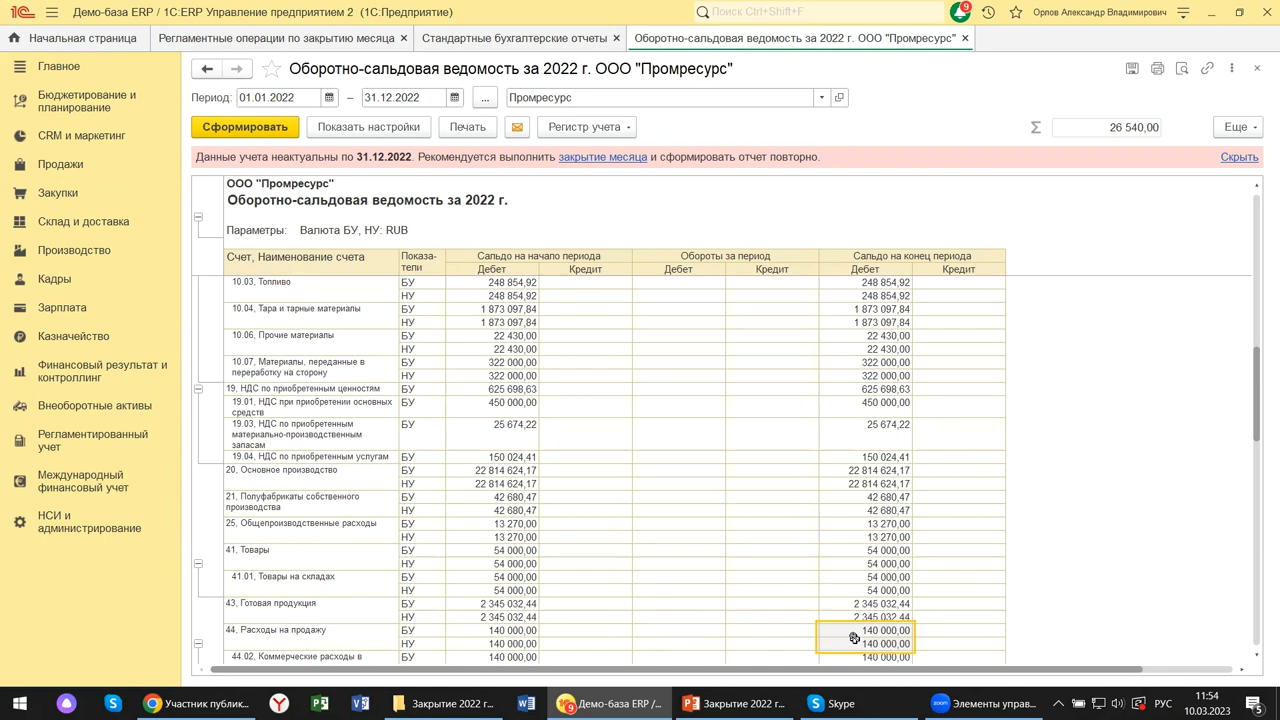 Демо-база ERP / 1С:ERP Управление предприятием 2 (1С:Предприятие)
Поиск Ctrl+Shift+F
9
Орлов Александр Владимирович
Начальная страница
Регламентные операции по закрытию месяца ×
Стандартные бухгалтерские отчеты ×
Оборотно-сальдовая ведомость за 2022 г. ООО "Промресурс" ×
Главное
Бюджетирование и
планирование
CRM и маркетинг
Продажи
Закупки
Склад и доставка
Производство
Кадры
Зарплата
Казначейство
Финансовый результат и
контроллинг
Внеоборотные активы
Регламентированный
учет
Международный
финансовый учет
НСИ и
администрирование
Оборотно-сальдовая ведомость за 2022 г. ООО "Промресурс"
Период: 01.01.2022 – 31.12.2022 ... Промресурс
Сформировать Показать настройки Печать Регистр учета Σ 26 540,00 Еще
Данные учета неактуальны по 31.12.2022. Рекомендуется выполнить закрытие месяца и сформировать отчет повторно. Скрыть
ООО "Промресурс"
Оборотно-сальдовая ведомость за 2022 г.
Параметры: Валюта БУ, НУ: RUB
Счет, Наименование счета Показа-тели Сальдо на начало периода Обороты за период Сальдо на конец периода
Дебет Кредит Дебет Кредит Дебет Кредит
10.03, Топливо БУ 248 854,92 248 854,92
НУ 248 854,92 248 854,92
10.04, Тара и тарные материалы БУ 1 873 097,84 1 873 097,84
НУ 1 873 097,84 1 873 097,84
10.06, Прочие материалы БУ 22 430,00 22 430,00
НУ 22 430,00 22 430,00
10.07, Материалы, переданные в БУ 322 000,00 322 000,00
переработку на сторону НУ 322 000,00 322 000,00
19, НДС по приобретенным ценностям БУ 625 698,63 625 698,63
19.01, НДС при приобретении основных БУ 450 000,00 450 000,00
средств
19.03, НДС по приобретенным БУ 25 674,22 25 674,22
материально-производственным
запасам
19.04, НДС по приобретенным услугам БУ 150 024,41 150 024,41
20, Основное производство БУ 22 814 624,17 22 814 624,17
НУ 22 814 624,17 22 814 624,17
21, Полуфабрикаты собственного БУ 42 680,47 42 680,47
производства НУ 42 680,47 42 680,47
25, Общепроизводственные расходы БУ 13 270,00 13 270,00
НУ 13 270,00 13 270,00
41, Товары БУ 54 000,00 54 000,00
НУ 54 000,00 54 000,00
41.01, Товары на складах БУ 54 000,00 54 000,00
НУ 54 000,00 54 000,00
43, Готовая продукция БУ 2 345 032,44 2 345 032,44
НУ 2 345 032,44 2 345 032,44
44, Расходы на продажу БУ 140 000,00 140 000,00
НУ 140 000,00 140 000,00
44.02, Коммерческие расходы в БУ 140 000,00 140 000,00
Участник публик...
Закрытие 2022 г...
Демо-база ERP /...
Закрытие 2022 г...
Skype
Элементы управ...
РУС
11:54
10.03.2023
5